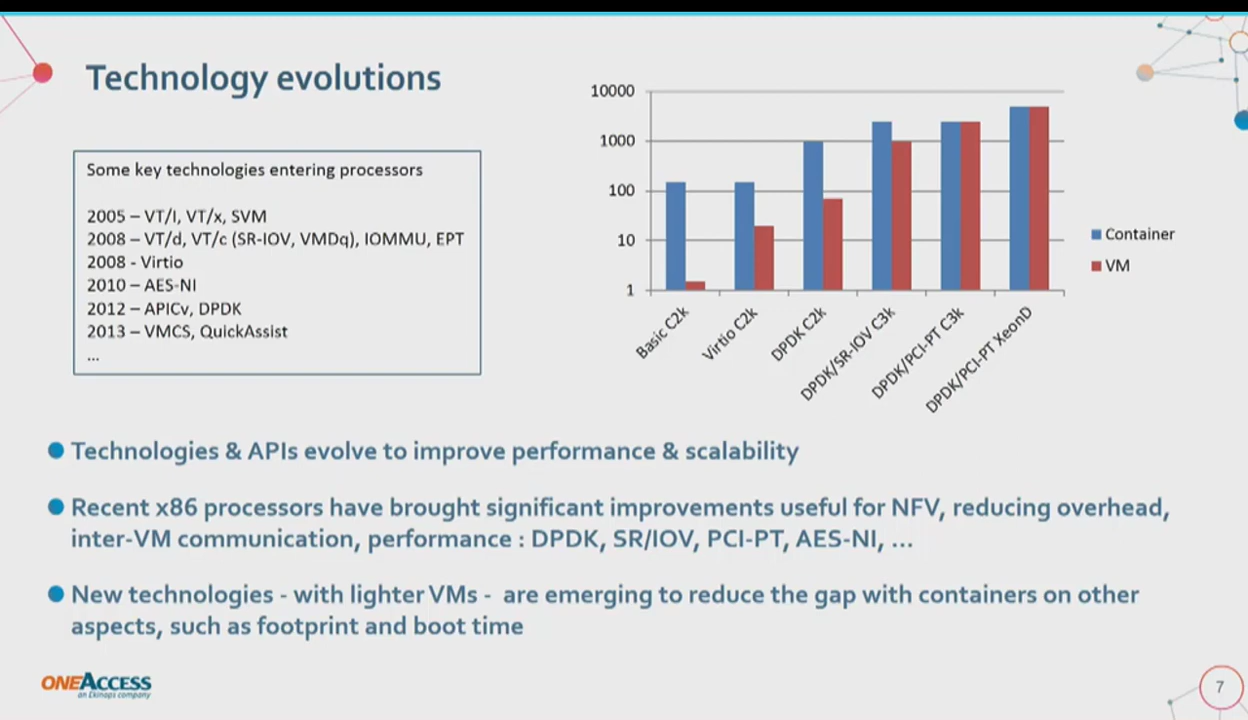 Technology evolutions
Some key technologies entering processors
2005 – VT/I, VT/x, SVM
2008 – VT/d, VT/c (SR-IOV, VMDq), IOMMU, EPT
2008 - Virtio
2010 – AES-NI
2012 – APICv, DPDK
2013 – VMCS, QuickAssist
...
10000
1000
100
10
1
Basic C2k
Virtio C2k
DPDK C2k
DPDK/SR-IOV C3k
DPDK/PCI-PT C3k
DPDK/PCI-PT XeonD
Container
VM
Technologies & APIs evolve to improve performance & scalability
Recent x86 processors have brought significant improvements useful for NFV, reducing overhead,
inter-VM communication, performance : DPDK, SR/IOV, PCI-PT, AES-NI, ...
New technologies - with lighter VMs - are emerging to reduce the gap with containers on other
aspects, such as footprint and boot time
ONEACCESS
an Ekinops company
7